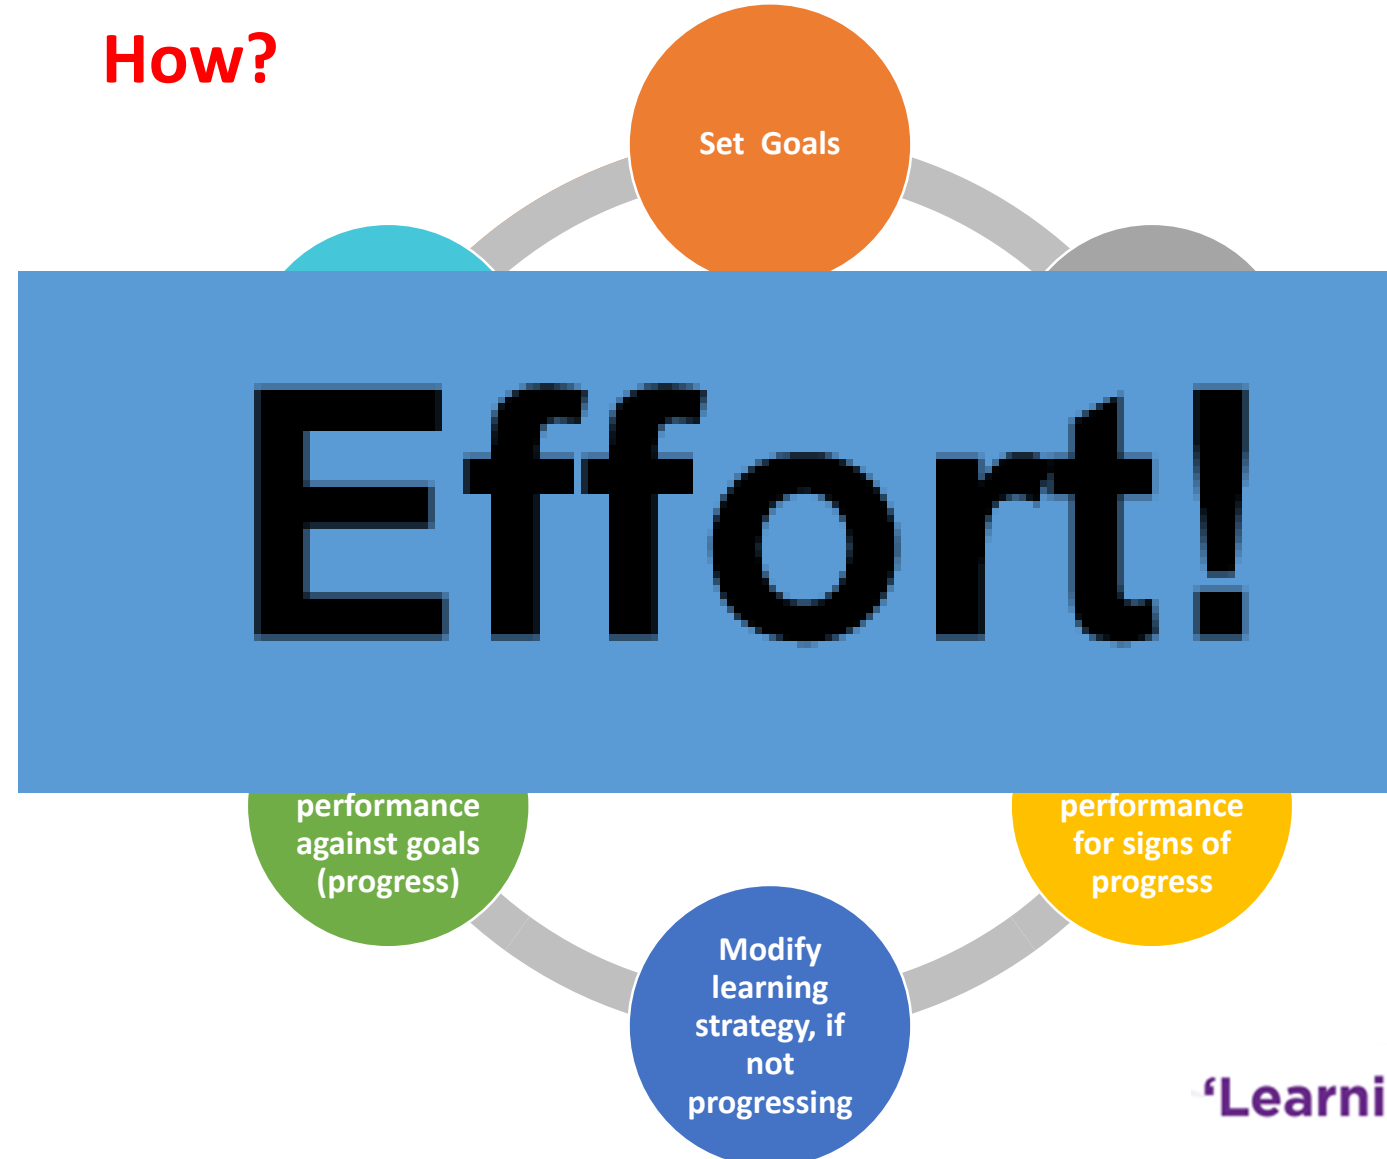 How?
Set Goals
Effort!
performance
against goals
(progress)
performance
for signs of
progress
Modify
learning
strategy, if
not
progressing
‘Learni